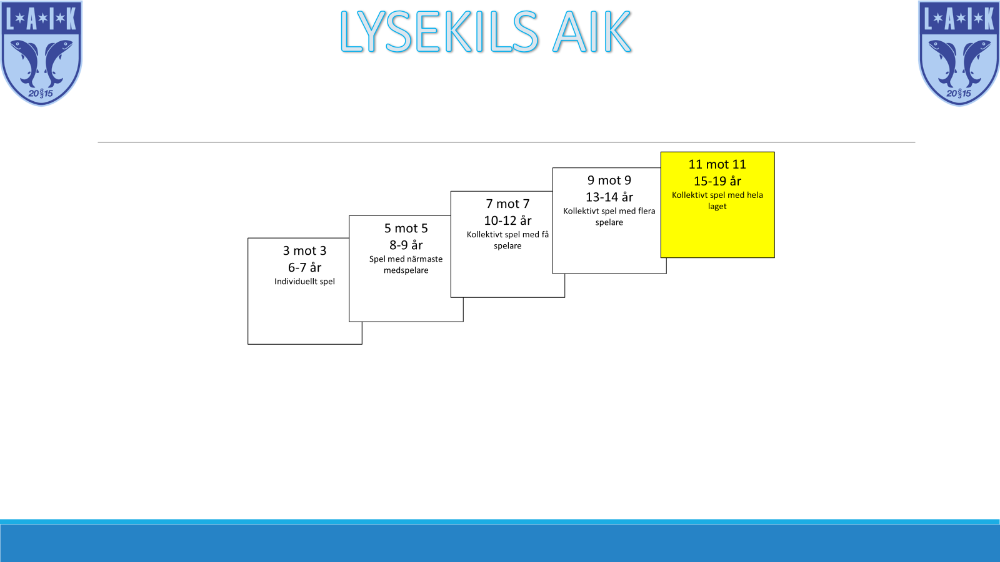 L*A*I*K
20 8/3 15
LYSEKILS AIK
L*A*I*K
20 8/3 15
3 mot 3
6-7 år
Individuellt spel
5 mot 5
8-9 år
Spel med närmaste
medspelare
7 mot 7
10-12 år
Kollektivt spel med få
spelare
9 mot 9
13-14 år
Kollektivt spel med flera
spelare
11 mot 11
15-19 år
Kollektivt spel med hela
laget